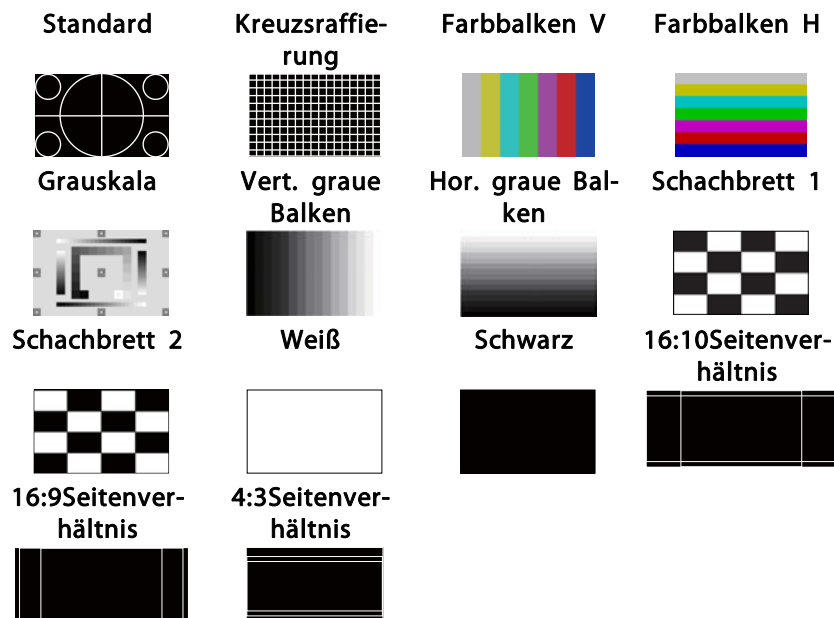 Standard
Kreuzsraffie-
rung
Farbbalken V
Farbbalken H
Grauskala
Vert. graue
Balken
Hor. graue Bal-
ken
Schachbrett 1
Schachbrett 2
Weiß
Schwarz
16:10Seitenver-
hältnis
16:9Seitenver-
hältnis
4:3Seitenver-
hältnis